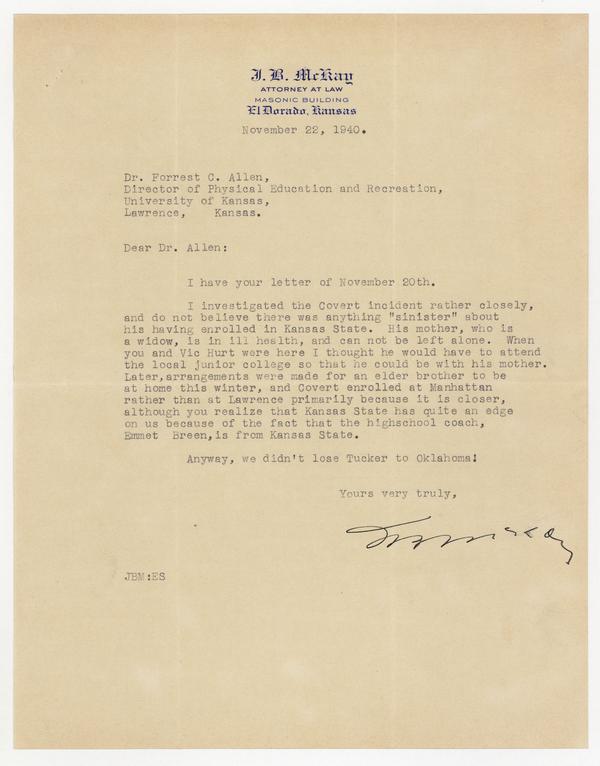 J. B. McKay
ATTORNEY AT LAW
MASONIC BUILDING
El Dorado, Kansas
November 22, 1940.
Dr. Forrest C. Allen,
Director of Physical Education and Recreation,
University of Kansas,
Lawrence, Kansas.
Dear Dr. Allen:
I have your letter of November 20th.
I investigated the Covert incident rather closely,
and do not believe there was anything "sinister" about
his having enrolled in Kansas State. His mother, who is
a widow, is in ill health, and can not be left alone. When
you and Vic Hurt were here I thought he would have to attend
the local junior college so that he could be with his mother.
Later, arrangements were made for an elder brother to be
at home this winter, and Covert enrolled at Manhattan
rather than at Lawrence primarily because it is closer,
although you realize that Kansas State has quite an edge
on us because of the fact that the highschool coach,
Emmet Breen, is from Kansas State.
Anyway, we didn't lose Tucker to Oklahoma!
Yours very truly,
J B McKay
JBM:ES